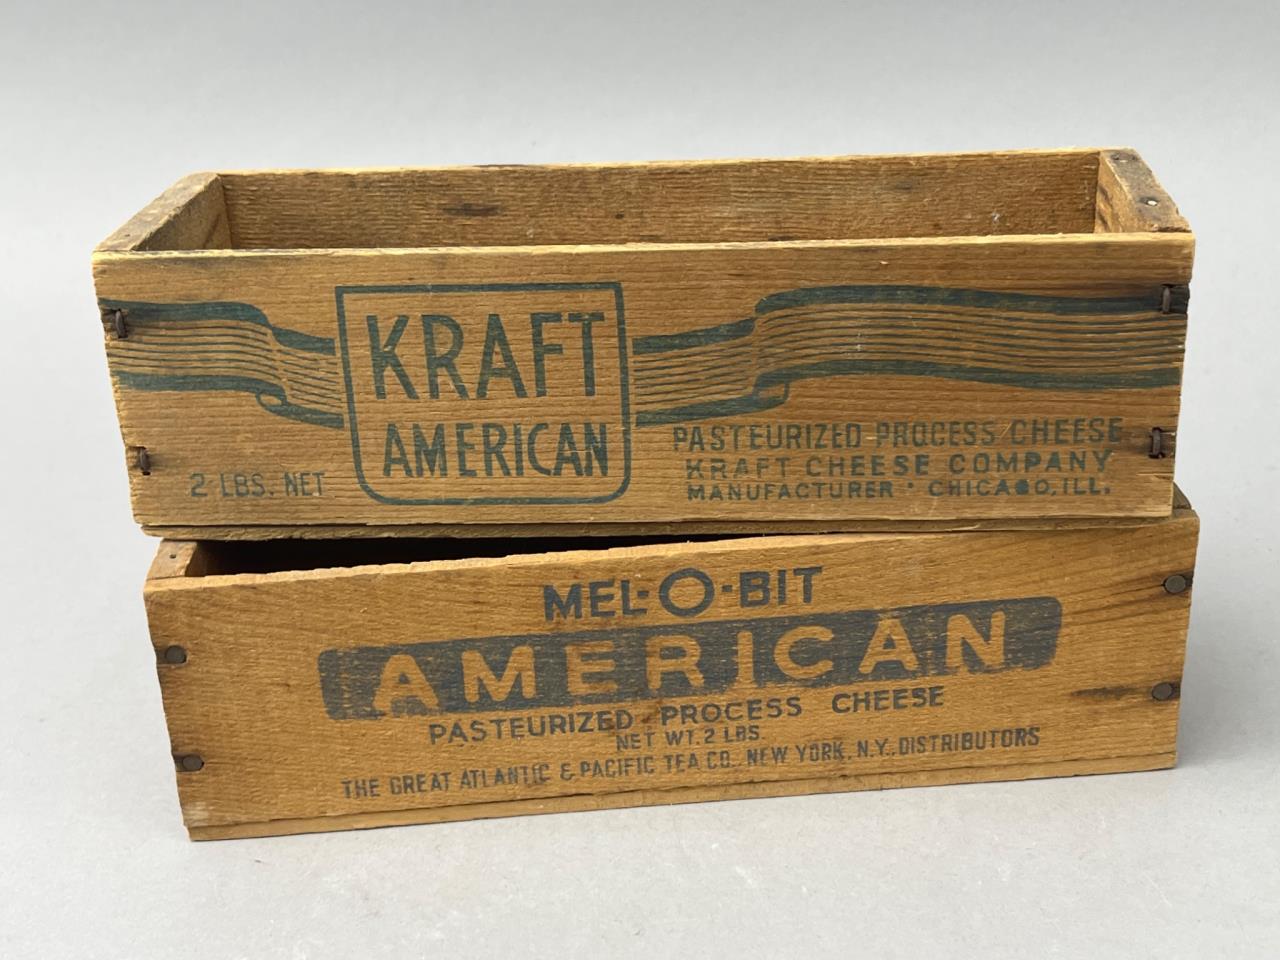 KRAFT
AMERICAN
2 LBS. NET
PASTEURIZED PROCESS CHEESE
KRAFT CHEESE COMPANY
MANUFACTURER • CHICAGO, ILL.
MEL-O-BIT
AMERICAN
PASTEURIZED PROCESS CHEESE
NET WT. 2 LBS.
THE GREAT ATLANTIC & PACIFIC TEA CO., NEW YORK, N.Y., DISTRIBUTORS